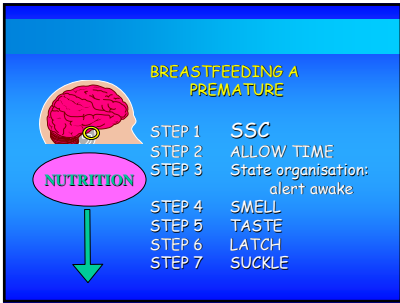 BREASTFEEDING A
PREMATURE
STEP 1 SSC
STEP 2 ALLOW TIME
STEP 3 State organisation:
alert awake
NUTRITION
STEP 4 SMELL
STEP 5 TASTE
STEP 6 LATCH
STEP 7 SUCKLE